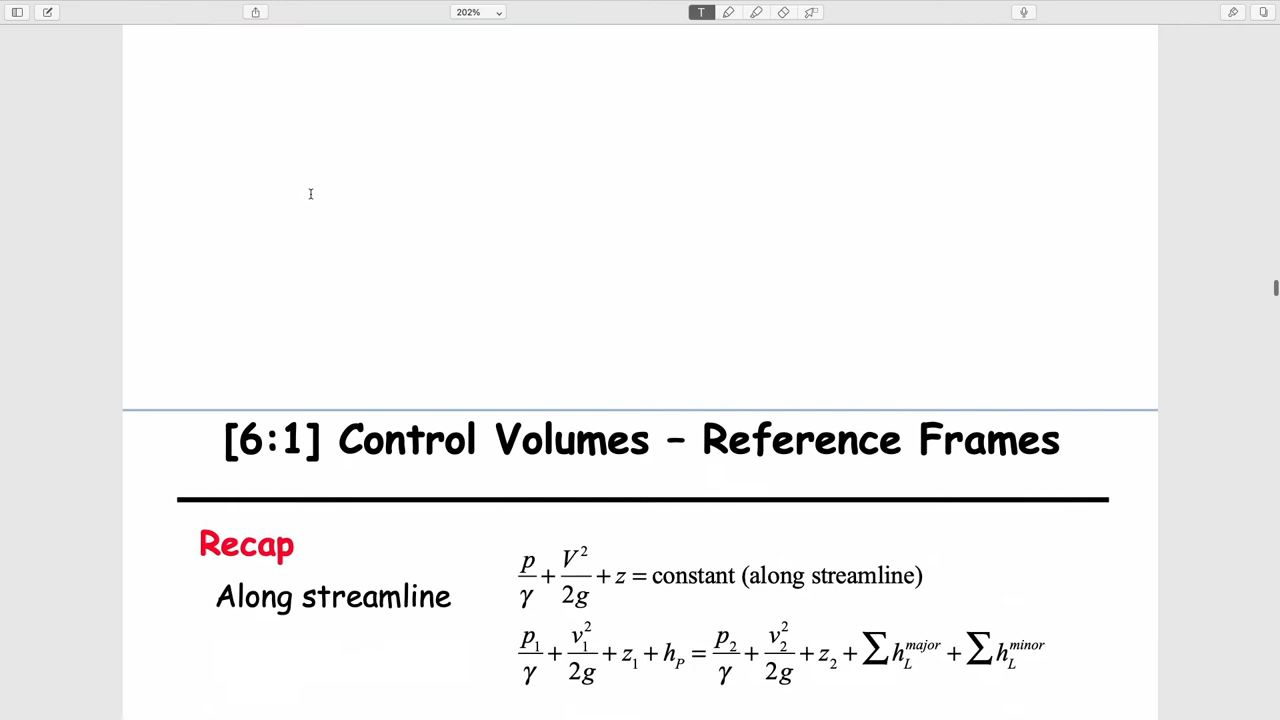 202%
T
[6:1] Control Volumes – Reference Frames
Recap
Along streamline
p/γ + V²/2g + z = constant (along streamline)
p₁/γ + v₁²/2g + z₁ + h_P = p₂/γ + v₂²/2g + z₂ + ∑h_L^major + ∑h_L^minor